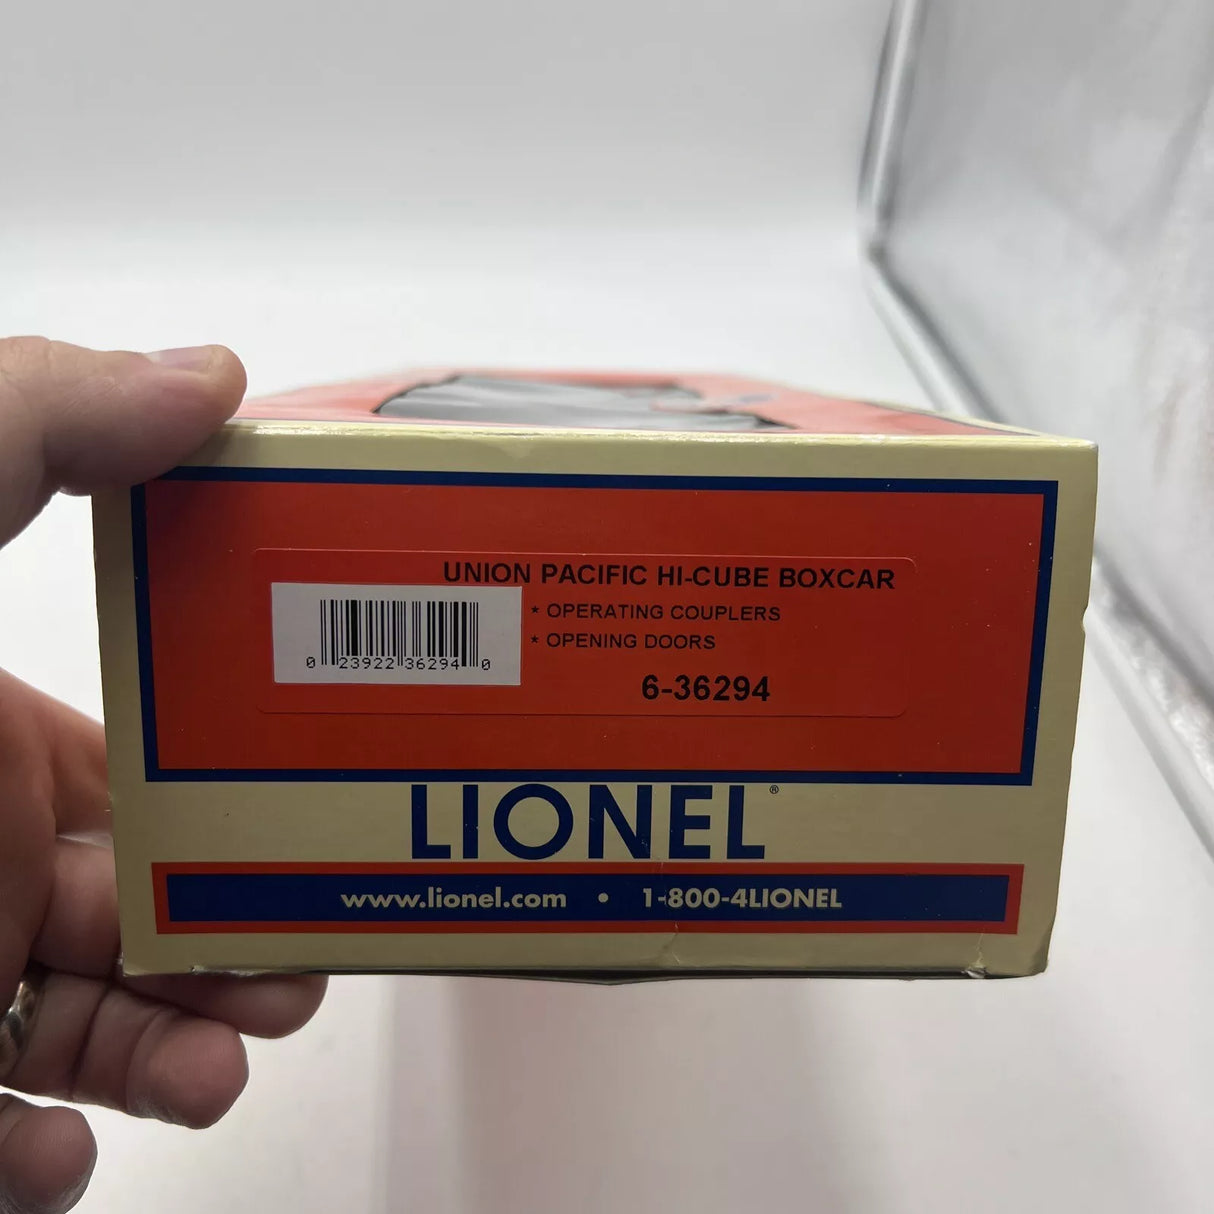 UNION PACIFIC HI-CUBE BOXCAR
* OPERATING COUPLERS
* OPENING DOORS
0 23922 36294 0
6-36294
LIONEL®
www.lionel.com • 1-800-4LIONEL